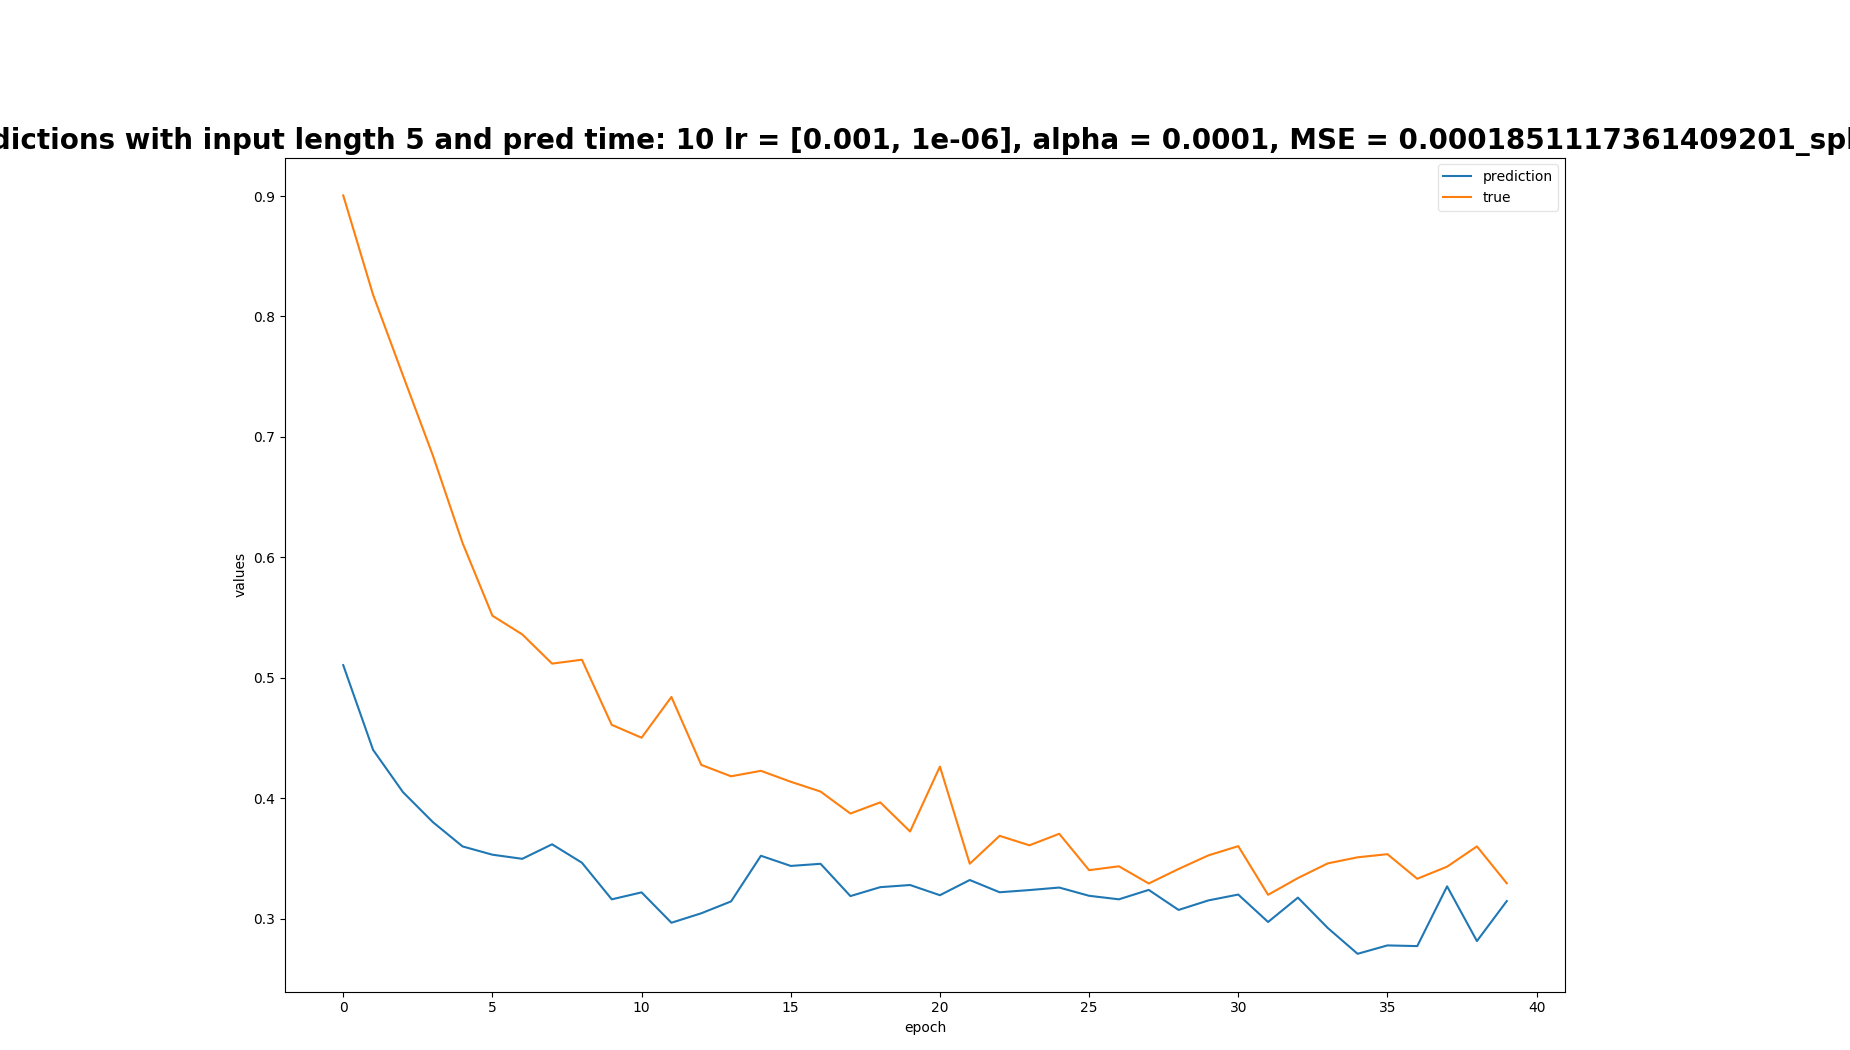 dictions with input length 5 and pred time: 10 lr = [0.001, 1e-06], alpha = 0.0001, MSE = 0.0001851117361409201_spl
prediction
true
0.9
0.8
0.7
0.6
0.5
0.4
0.3
values
0 5 10 15 20 25 30 35 40
epoch